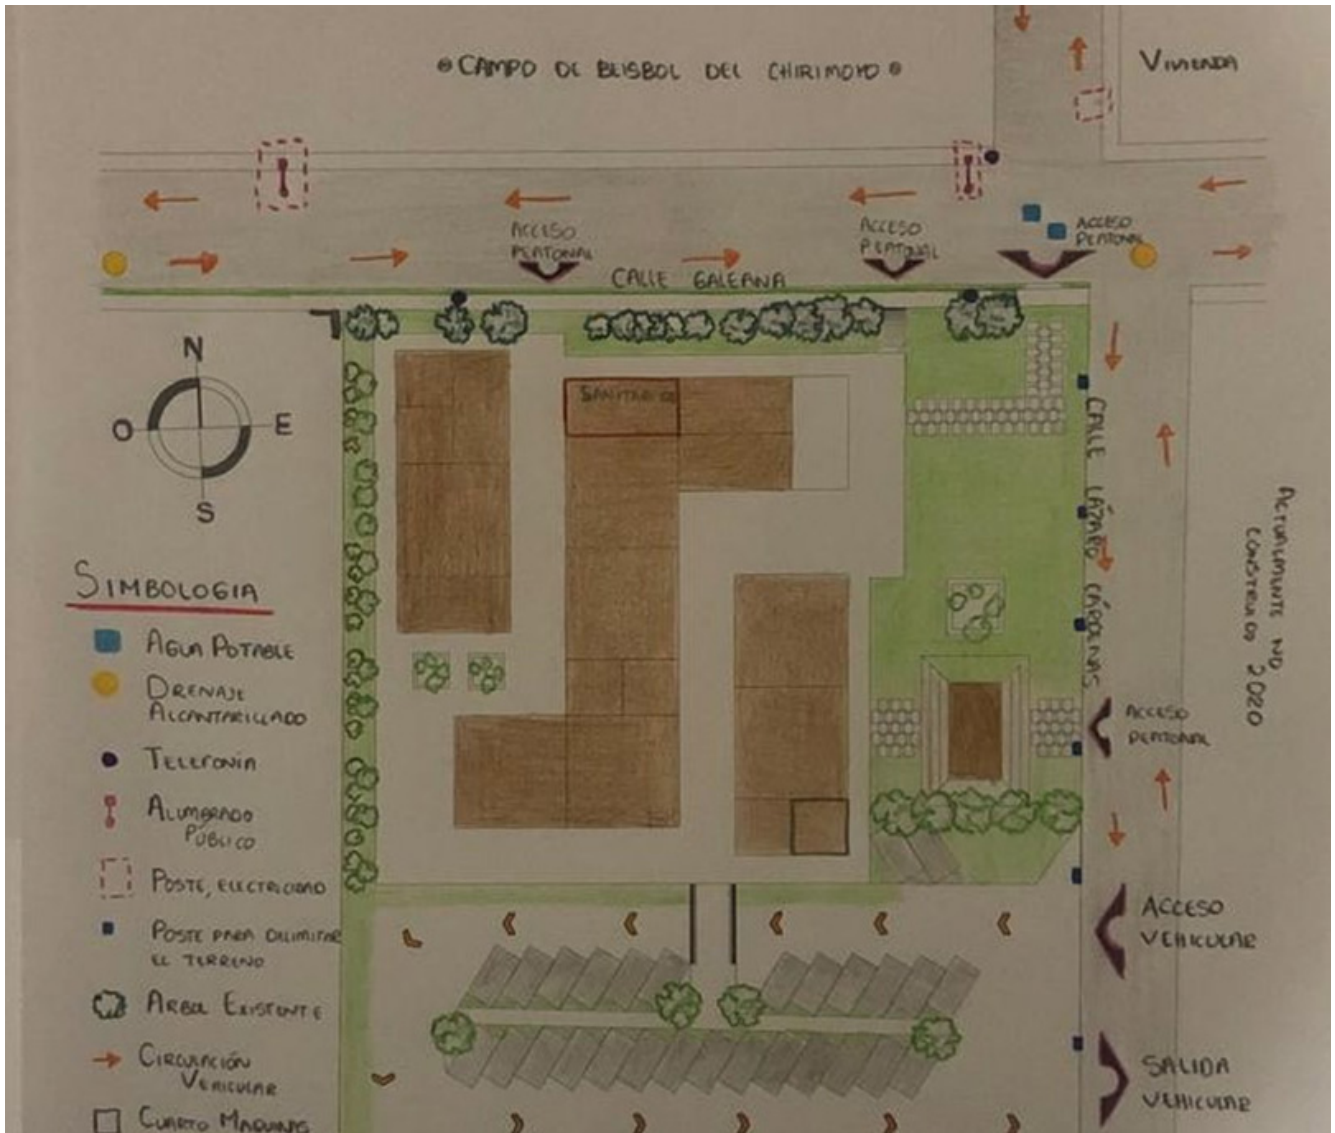 CAMPO DE BEISBOL DEL CHIRIMOYO
VIVIENDA
ACCESO
PEATONAL
ACCESO
PEATONAL
ACCESO
PEATONAL
CALLE GALEANA
N
O
E
S
SANITARIOS
CALLE LÁZARO CÁRDENAS
ACTUALMENTE NO
CONSTRUIDO 2020
SIMBOLOGIA
AGUA POTABLE
DRENAJE
ALCANTARILLADO
TELEFONÍA
ALUMBRADO
PÚBLICO
POSTE, ELECTRICIDAD
POSTE PARA DELIMITAR
EL TERRENO
ARBOL EXISTENTE
CIRCULACIÓN
VEHICULAR
CUARTO MAQUINAS
ACCESO
PEATONAL
ACCESO
VEHICULAR
SALIDA
VEHICULAR